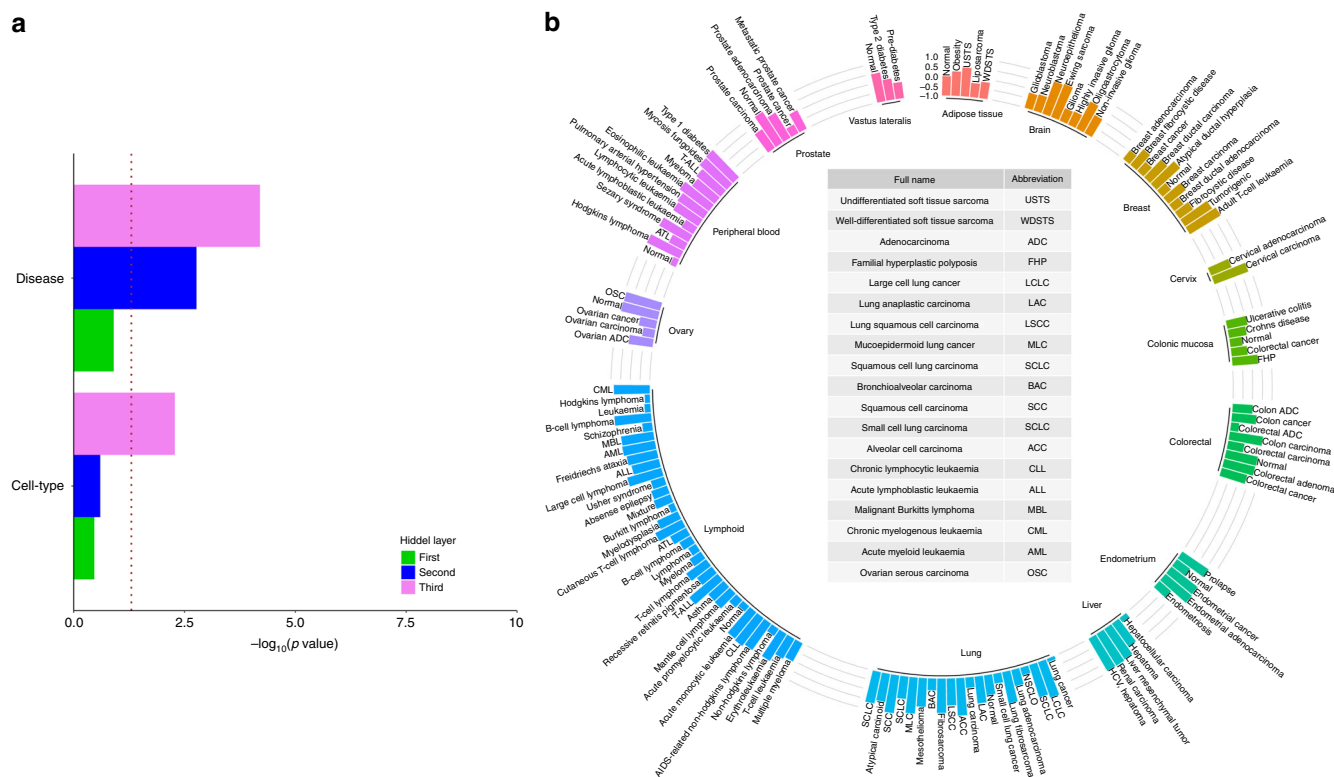 a
Disease
Cell-type
Hiddel layer
First
Second
Third
0.0
2.5
5.0
7.5
10
–log10(p value)
b
1.0
0.5
0.0
–0.5
–1.0
Normal
Obesity
USTS
Liposarcoma
WDSTS
Adipose tissue
Glioblastoma
Neuroblastoma
Neuroepithelioma
Ewing sarcoma
Glioma
Highly invasive glioma
Oligoastrocytoma
Non-invasive glioma
Brain
Breast adenocarcinoma
Breast fibrocystic disease
Breast cancer
Breast ductal carcinoma
Atypical ductal hyperplasia
Normal
Breast carcinoma
Breast ductal adenocarcinoma
Fibrocystic disease
Tumorigenic
Adult T-cell leukaemia
Breast
Cervical adenocarcinoma
Cervical carcinoma
Cervix
Ulcerative colitis
Crohns disease
Normal
Colorectal cancer
FHP
Colonic mucosa
Colon ADC
Colon cancer
Colorectal ADC
Colon carcinoma
Colorectal carcinoma
Normal
Colorectal adenoma
Colorectal cancer
Colorectal
Prolapse
Normal
Endometrial cancer
Endometrial adenocarcinoma
Endometriosis
Endometrium
Hepatocellular carcinoma
Hepatoma
Liver mesenchymal tumor
Renal carcinoma
HCV, hepatoma
Liver
Lung cancer
LCLC
SCLC
NSCLO
Lung adenocarcinoma
Lung fibrosarcoma
Small cell lung cancer
Normal
LAC
Lung carcinoma
ACC
LSCC
Fibrosarcoma
BAC
Mesothelioma
MLC
SCLC
SCC
Atypical carcinoid
SCLC
Lung
Multiple myeloma
T-cell leukaemia
Erythroleukaemia
Non-hodgkins lymphoma
AIDS-related non-hodgkins lymphoma
CLL
Acute monocytic leukaemia
Normal
Acute promyelocytic leukaemia
Mantle cell lymphoma
Asthma
T-ALL
Recessive retinitis pigmentosa
T-cell lymphoma
Myeloma
Lymphoma
B-cell lymphoma
ATL
Cutaneous T-cell lymphoma
Myelodysplasia
Burkitt lymphoma
Mixture
Absense epilepsy
Usher syndrome
Large cell lymphoma
ALL
Freidriechs ataxia
AML
MBL
Schizophrenia
B-cell lymphoma
Leukaemia
Hodgkins lymphoma
CML
Lymphoid
Ovarian ADC
Ovarian carcinoma
Ovarian cancer
Normal
OSC
Ovary
Normal
Hodgkins lymphoma
ATL
Sezary syndrome
Acute lymphoblastic leukaemia
Lymphocytic leukaemia
Pulmonary arterial hypertension
Eosinophilic leukaemia
Myeloma
T-ALL
Mycosis fungoides
Type 1 diabetes
Peripheral blood
Prostate carcinoma
Normal
Prostate adenocarcinoma
Prostate cancer
Metastatic prostate cancer
Prostate
Normal
Type 2 diabetes
Pre-diabetes
Vastus lateralis
Full name Abbreviation
Undifferentiated soft tissue sarcoma USTS
Well-differentiated soft tissue sarcoma WDSTS
Adenocarcinoma ADC
Familial hyperplastic polyposis FHP
Large cell lung cancer LCLC
Lung anaplastic carcinoma LAC
Lung squamous cell carcinoma LSCC
Mucoepidermoid lung cancer MLC
Squamous cell lung carcinoma SCLC
Bronchioalveolar carcinoma BAC
Squamous cell carcinoma SCC
Small cell lung carcinoma SCLC
Alveolar cell carcinoma ACC
Chronic lymphocytic leukaemia CLL
Acute lymphoblastic leukaemia ALL
Malignant Burkitts lymphoma MBL
Chronic myelogenous leukaemia CML
Acute myeloid leukaemia AML
Ovarian serous carcinoma OSC